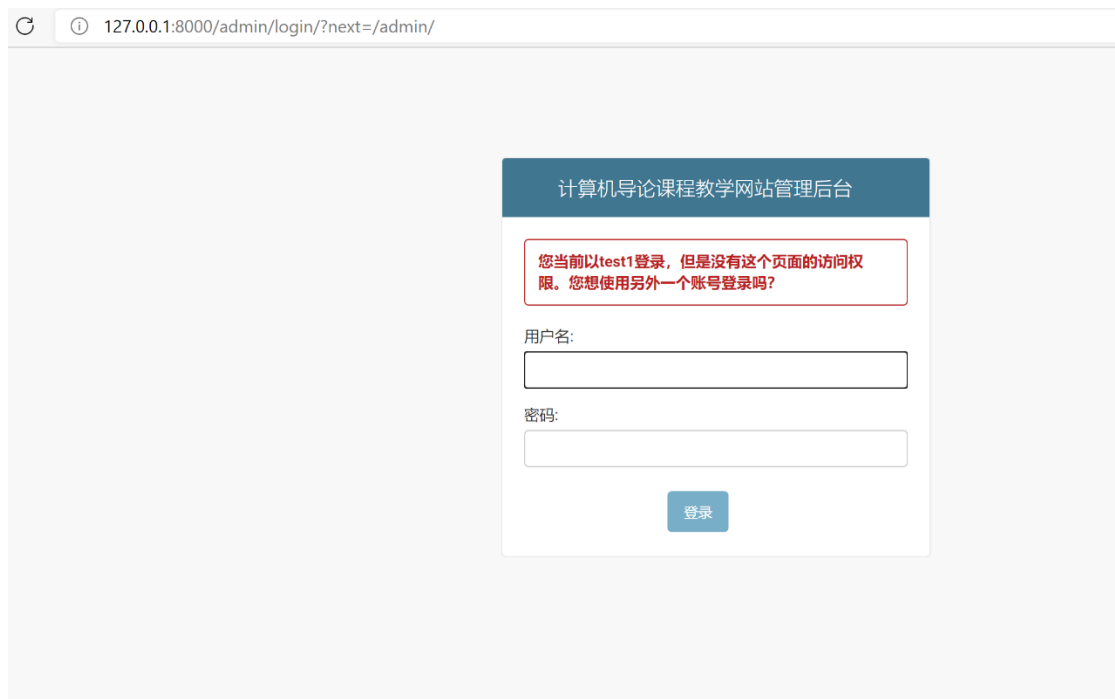 127.0.0.1:8000/admin/login/?next=/admin/
计算机导论课程教学网站管理后台
您当前以test1登录，但是没有这个页面的访问权
限。您想使用另外一个账号登录吗？
用户名:
密码:
登录